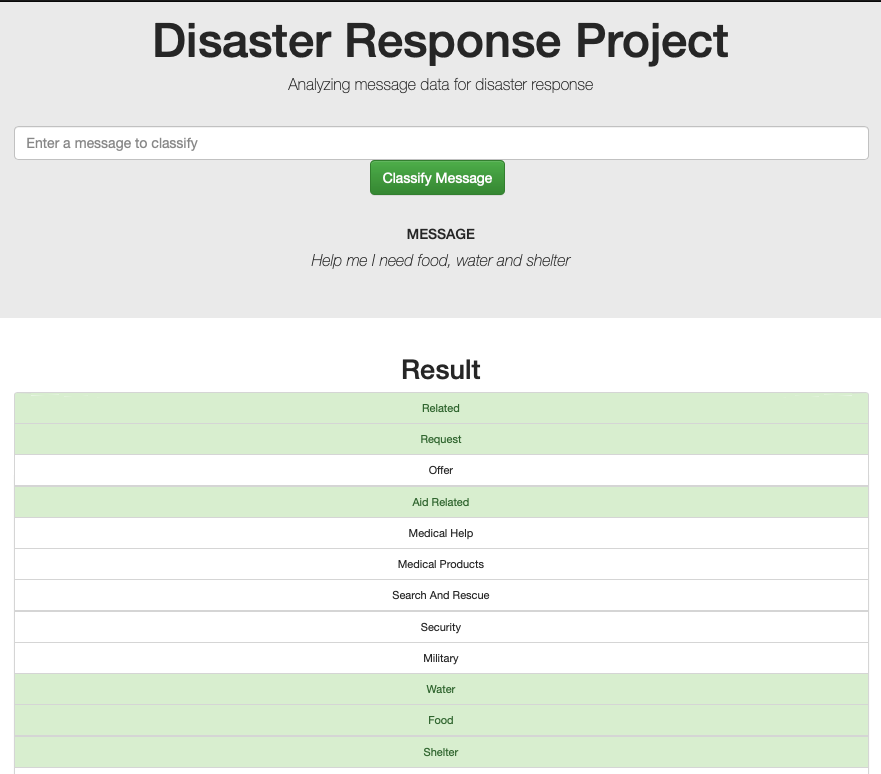 Disaster Response Project
Analyzing message data for disaster response
Enter a message to classify
Classify Message
MESSAGE
Help me I need food, water and shelter
Result
Related
Request
Offer
Aid Related
Medical Help
Medical Products
Search And Rescue
Security
Military
Water
Food
Shelter